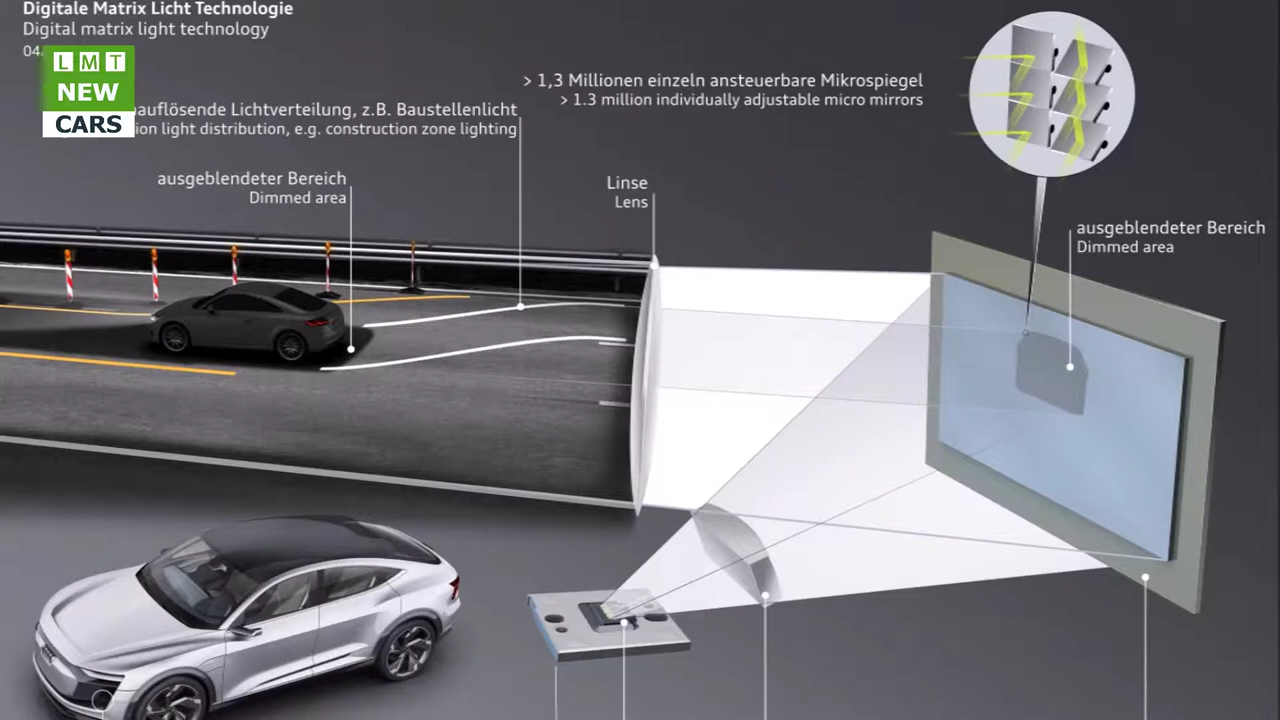 Digitale Matrix Licht Technologie
Digital matrix light technology
04
LMT
NEW
CARS
auflösende Lichtverteilung, z.B. Baustellenlicht
light distribution, e.g. construction zone lighting
> 1,3 Millionen einzeln ansteuerbare Mikrospiegel
> 1.3 million individually adjustable micro mirrors
ausgeblendeter Bereich
Dimmed area
Linse
Lens
ausgeblendeter Bereich
Dimmed area